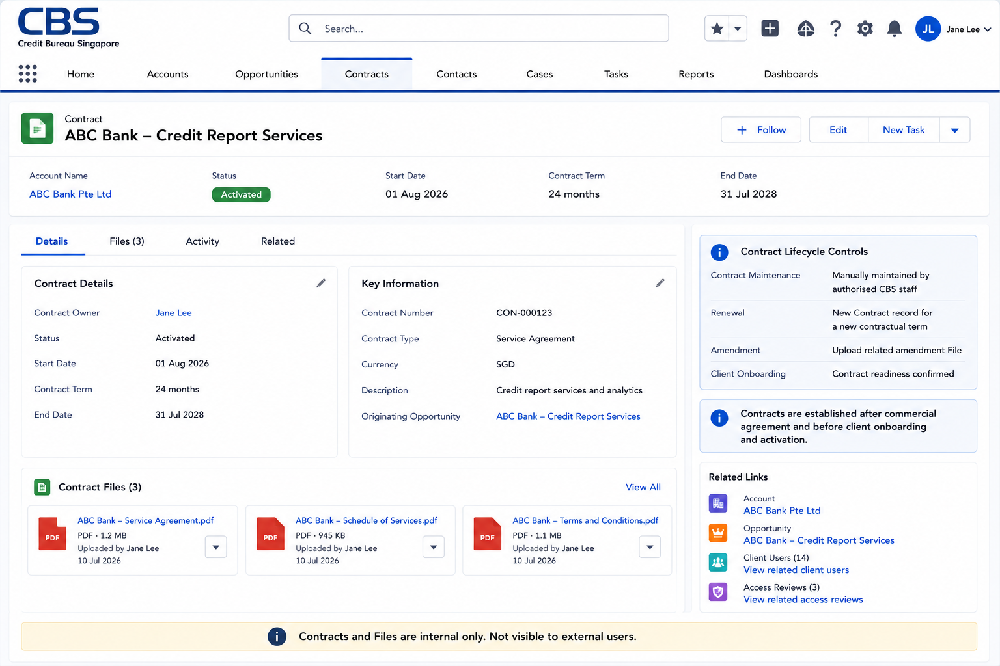 CBS
Credit Bureau Singapore
Search...
JL
Jane Lee
Home
Accounts
Opportunities
Contracts
Contacts
Cases
Tasks
Reports
Dashboards
Contract
ABC Bank – Credit Report Services
+ Follow
Edit
New Task
Account Name
ABC Bank Pte Ltd
Status
Activated
Start Date
01 Aug 2026
Contract Term
24 months
End Date
31 Jul 2028
Details
Files (3)
Activity
Related
Contract Details
Contract Owner
Jane Lee
Status
Activated
Start Date
01 Aug 2026
Contract Term
24 months
End Date
31 Jul 2028
Key Information
Contract Number
CON-000123
Contract Type
Service Agreement
Currency
SGD
Description
Credit report services and analytics
Originating Opportunity
ABC Bank – Credit Report Services
Contract Files (3)
View All
PDF
ABC Bank – Service Agreement.pdf
PDF · 1.2 MB
Uploaded by Jane Lee
10 Jul 2026
PDF
ABC Bank – Schedule of Services.pdf
PDF · 945 KB
Uploaded by Jane Lee
10 Jul 2026
PDF
ABC Bank – Terms and Conditions.pdf
PDF · 1.1 MB
Uploaded by Jane Lee
10 Jul 2026
i
Contract Lifecycle Controls
Contract Maintenance
Manually maintained by
authorised CBS staff
Renewal
New Contract record for
a new contractual term
Amendment
Upload related amendment File
Client Onboarding
Contract readiness confirmed
i
Contracts are established after commercial
agreement and before client onboarding
and activation.
Related Links
Account
ABC Bank Pte Ltd
Opportunity
ABC Bank – Credit Report Services
Client Users (14)
View related client users
Access Reviews (3)
View related access reviews
i
Contracts and Files are internal only. Not visible to external users.